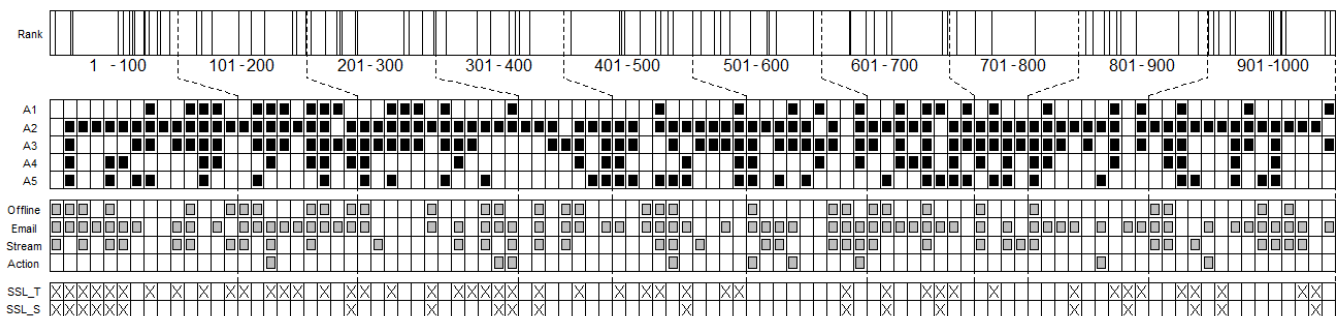 Rank
1 - 100 101 - 200 201 - 300 301 - 400 401 - 500 501 - 600 601 - 700 701 - 800 801 - 900 901 - 1000
A1
A2
A3
A4
A5
Offline
Email
Stream
Action
SSL_T
SSL_S